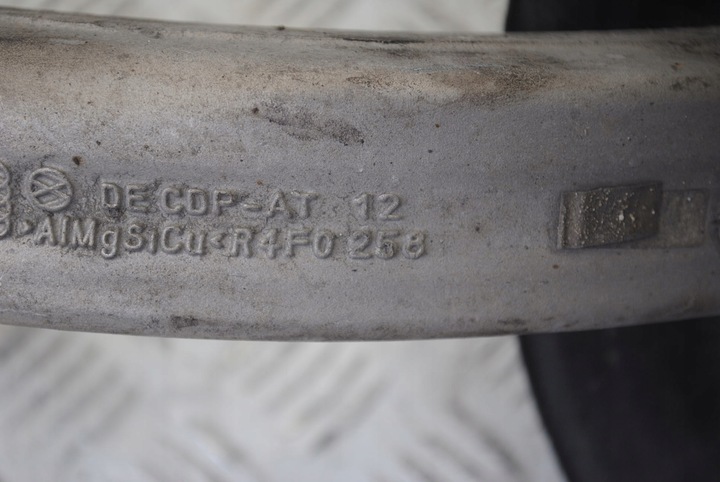 DE CDP-AT 12
>AlMgSiCu<R4F0 258